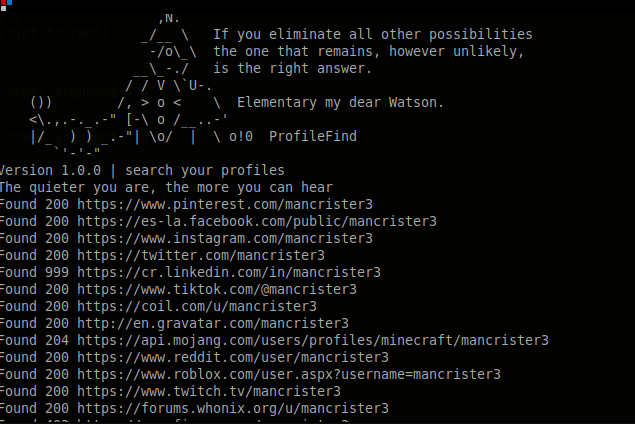 ,N.
_/__ \ If you eliminate all other possibilities
-/o\_\ the one that remains, however unlikely,
__\_-./ is the right answer.
/ / V \`U-.
()) /, > o < \ Elementary my dear Watson.
<\.,.-._.-" [-\ o /__..-'
|/_ ) ) _.-"| \o/ | \ o!0 ProfileFind
`'-'-"
Version 1.0.0 | search your profiles
The quieter you are, the more you can hear
Found 200 https://www.pinterest.com/mancrister3
Found 200 https://es-la.facebook.com/public/mancrister3
Found 200 https://www.instagram.com/mancrister3
Found 200 https://twitter.com/mancrister3
Found 999 https://cr.linkedin.com/in/mancrister3
Found 200 https://www.tiktok.com/@mancrister3
Found 200 https://coil.com/u/mancrister3
Found 200 http://en.gravatar.com/mancrister3
Found 204 https://api.mojang.com/users/profiles/minecraft/mancrister3
Found 200 https://www.reddit.com/user/mancrister3
Found 200 https://www.roblox.com/user.aspx?username=mancrister3
Found 200 https://www.twitch.tv/mancrister3
Found 200 https://forums.whonix.org/u/mancrister3